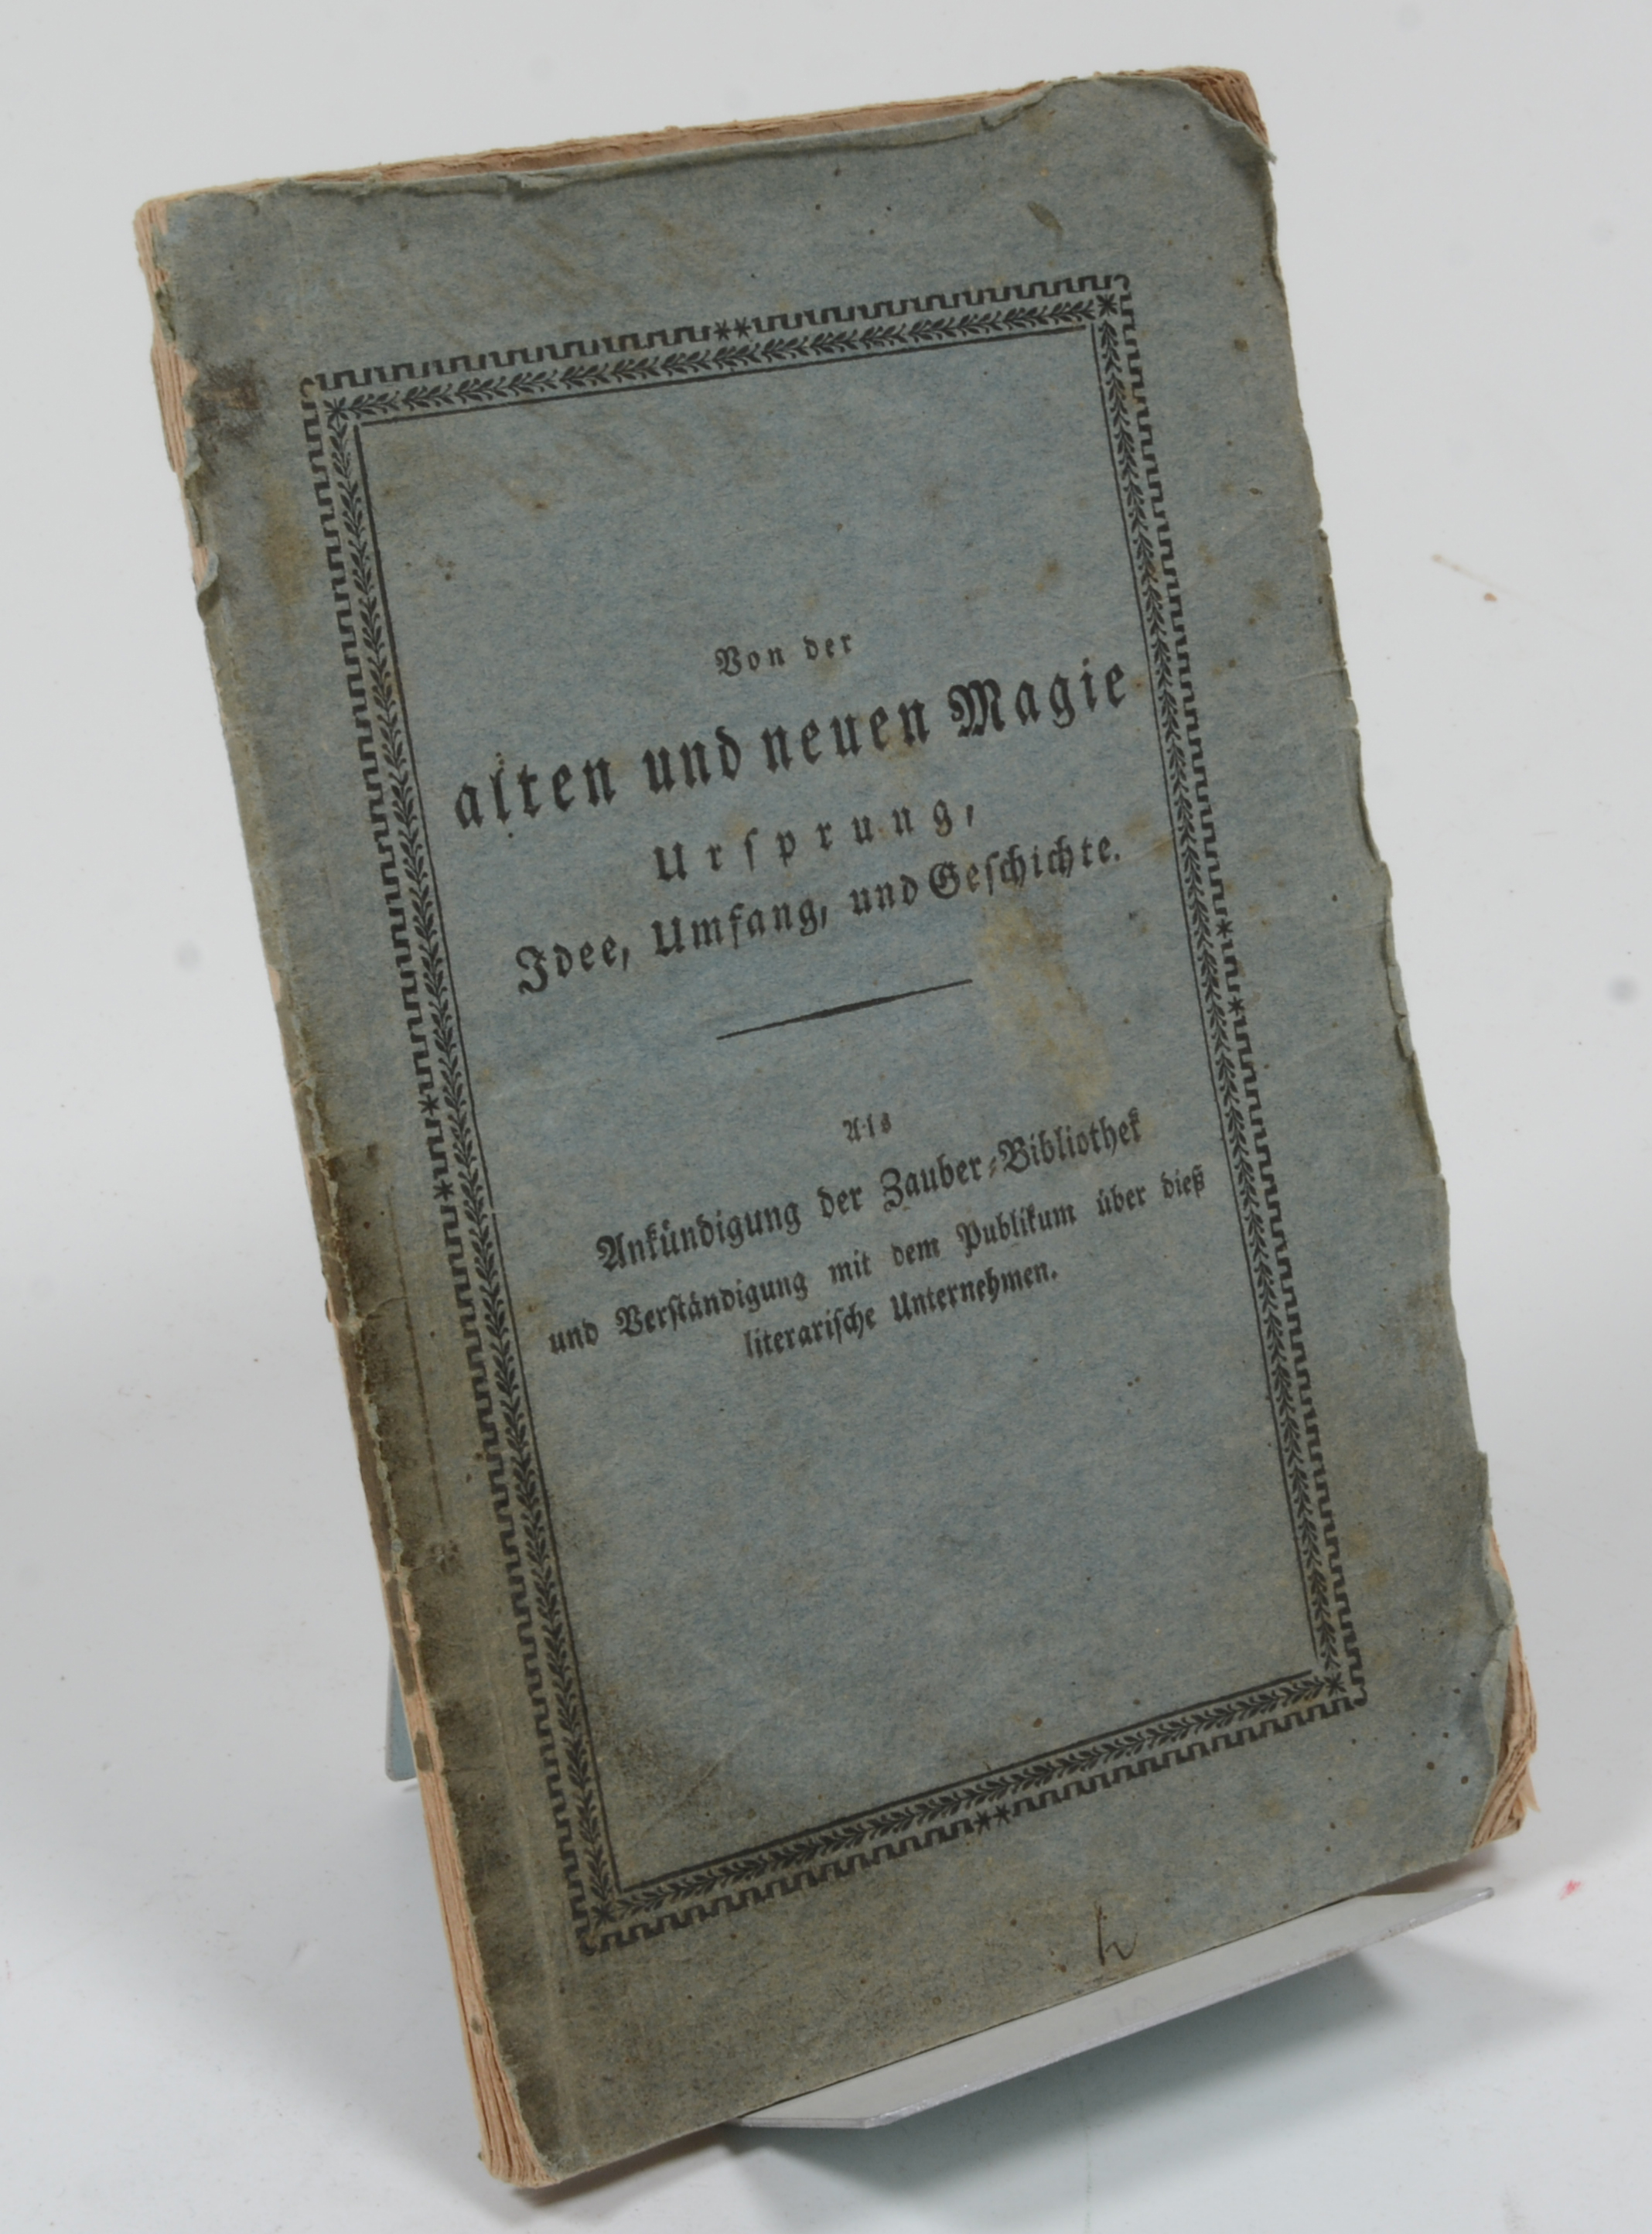 Von der
alten und neuen Magie
Urſprung,
Idee, Umfang, und Geſchichte.
Als
Ankündigung der Zauber-Bibliothek
und Verſtändigung mit dem Publikum über dieß
literariſche Unternehmen.